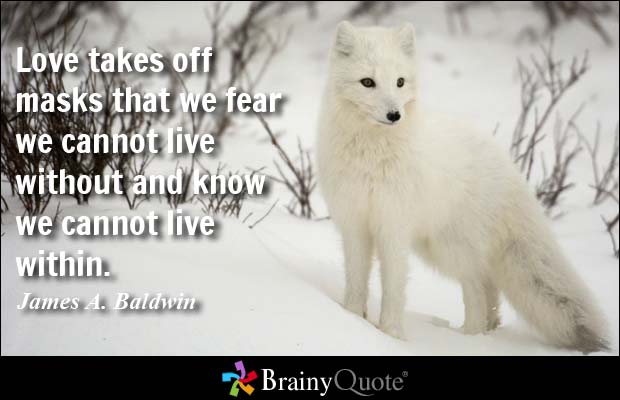 Love takes off
masks that we fear
we cannot live
without and know
we cannot live
within.
James A. Baldwin
BrainyQuote®